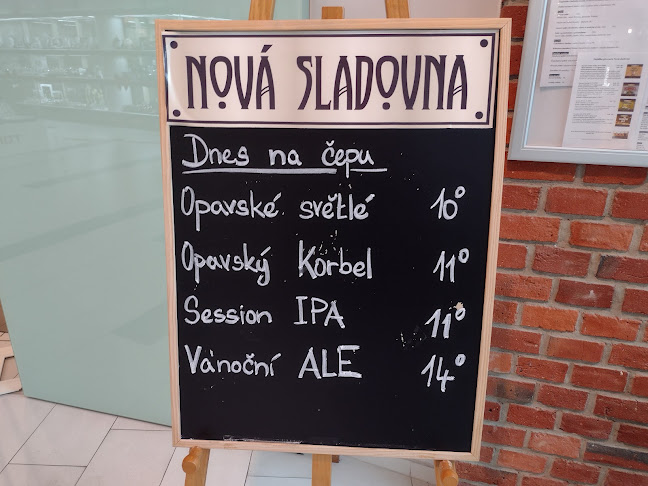 NOVÁ SLADOVNA
Dnes na čepu
Opavské světlé 10°
Opavský Korbel 11°
Session IPA 11°
Vánoční ALE 14°